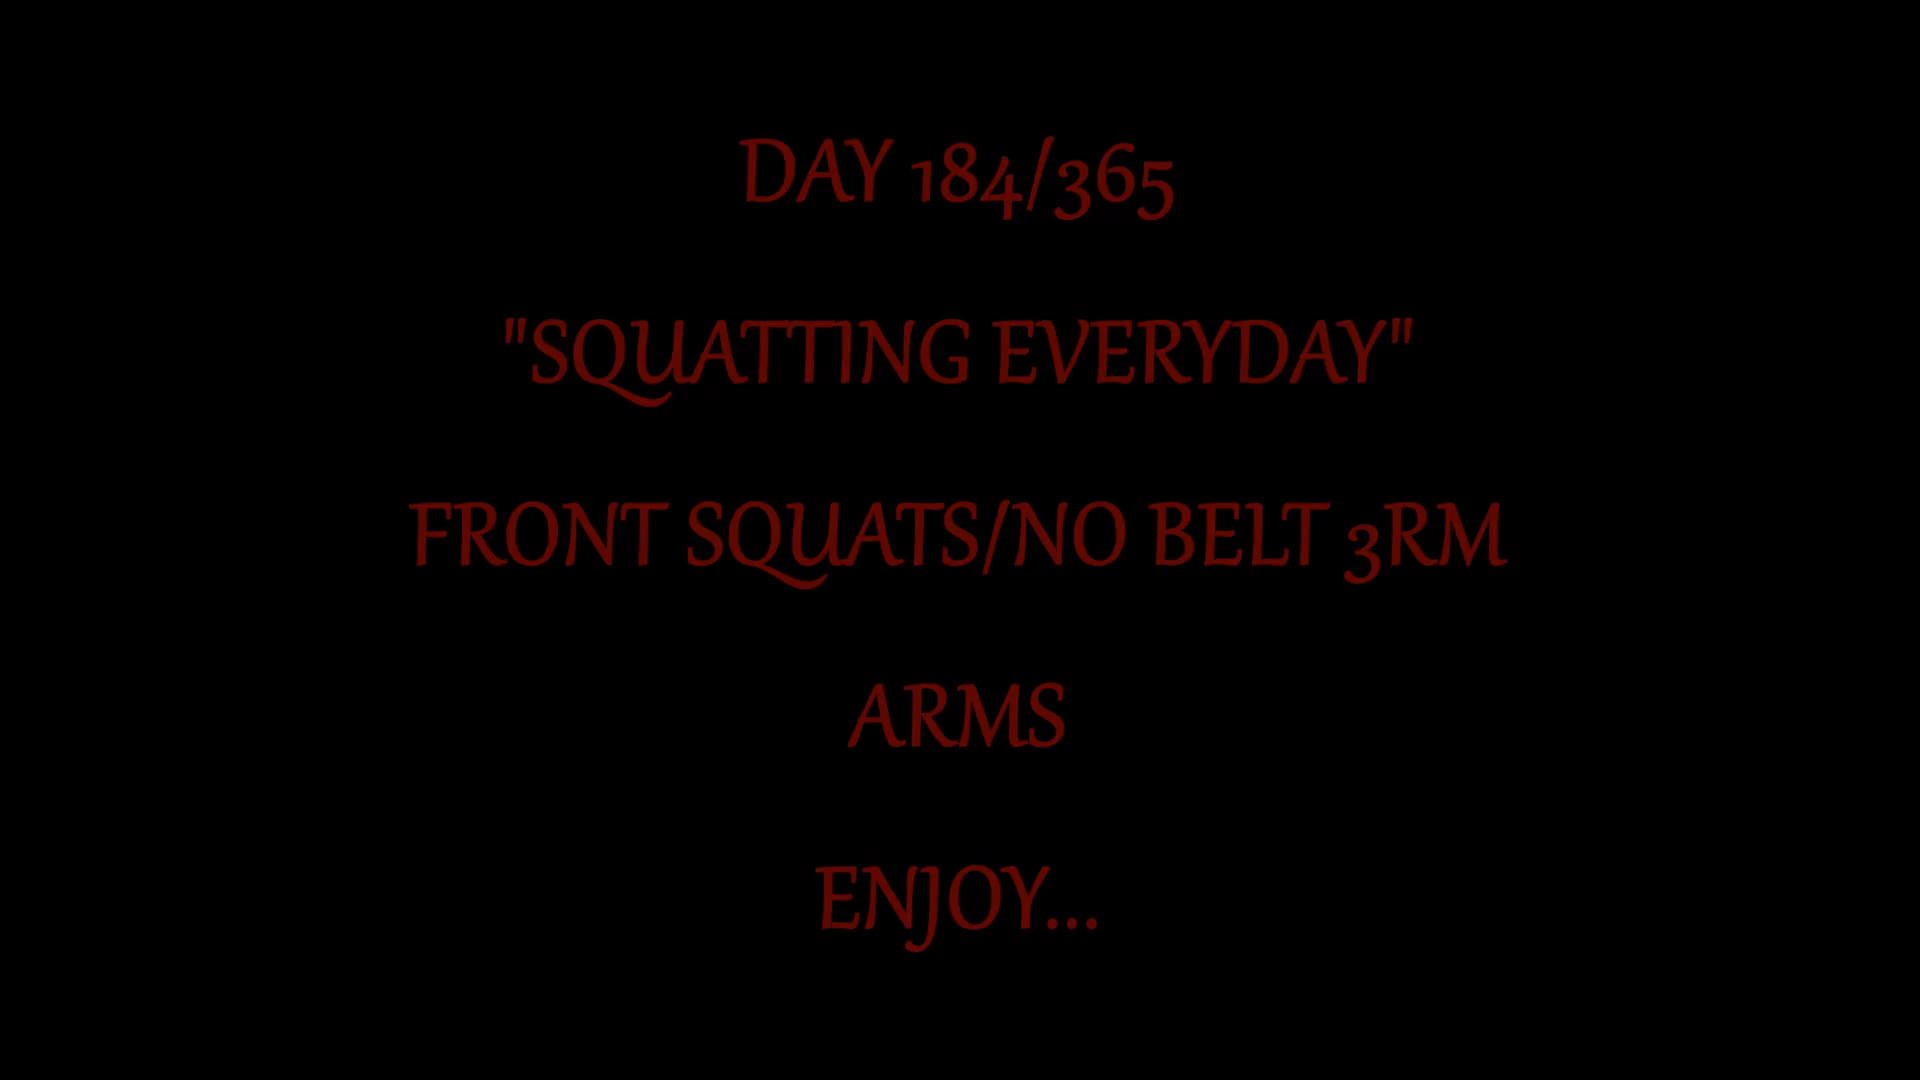 DAY 184/365
"SQUATTING EVERYDAY"
FRONT SQUATS/NO BELT 3RM
ARMS
ENJOY...